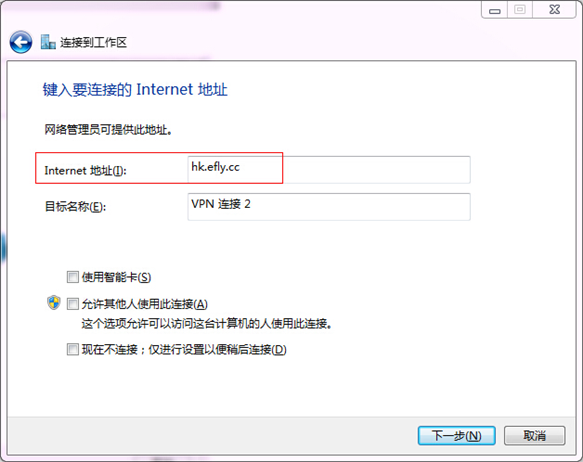 连接到工作区
键入要连接的 Internet 地址
网络管理员可提供此地址。
Internet 地址(I): hk.efly.cc
目标名称(E): VPN 连接 2
使用智能卡(S)
允许其他人使用此连接(A)
这个选项允许可以访问这台计算机的人使用此连接。
现在不连接；仅进行设置以便稍后连接(D)
下一步(N) 取消